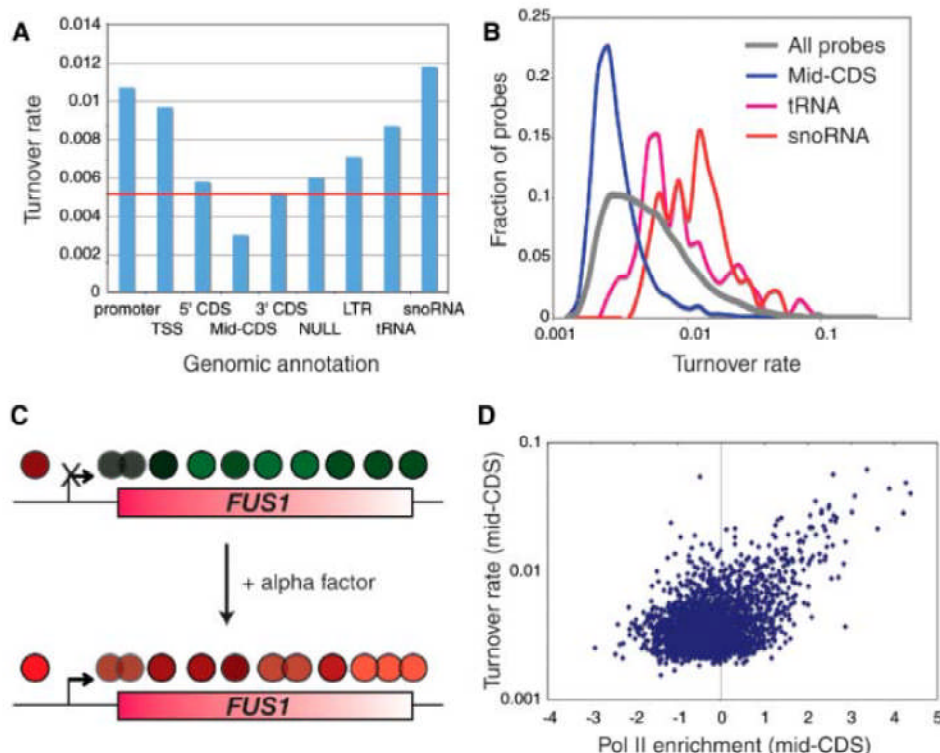 A
0.014
0.012
0.01
0.008
0.006
0.004
0.002
0
Turnover rate
promoter 5' CDS 3' CDS LTR snoRNA
TSS Mid-CDS NULL tRNA
Genomic annotation
B
0.25
0.2
0.15
0.1
0.05
0
Fraction of probes
All probes
Mid-CDS
tRNA
snoRNA
0.001 0.01 0.1
Turnover rate
C
X
FUS1
+ alpha factor
FUS1
D
0.1
0.01
0.001
Turnover rate (mid-CDS)
-4 -3 -2 -1 0 1 2 3 4 5
Pol II enrichment (mid-CDS)